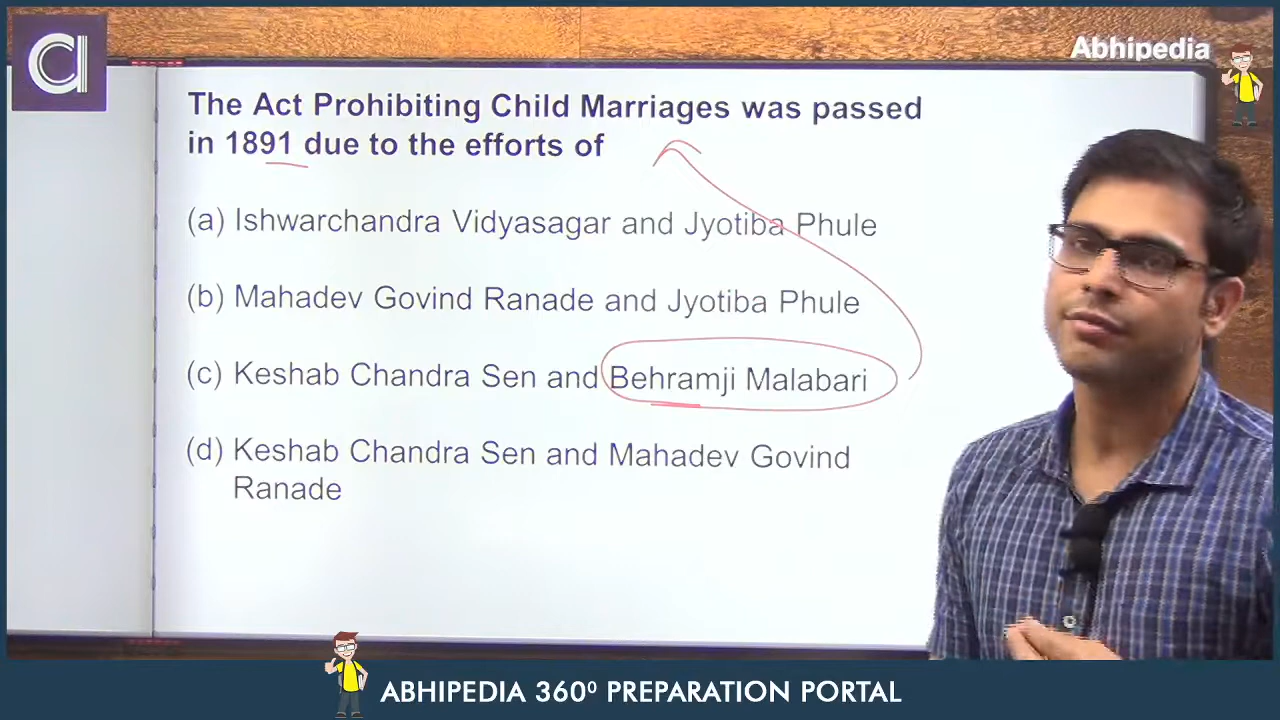 Abhipedia
The Act Prohibiting Child Marriages was passed
in 1891 due to the efforts of
(a) Ishwarchandra Vidyasagar and Jyotiba Phule
(b) Mahadev Govind Ranade and Jyotiba Phule
(c) Keshab Chandra Sen and Behramji Malabari
(d) Keshab Chandra Sen and Mahadev Govind
Ranade
ABHIPEDIA 360⁰ PREPARATION PORTAL